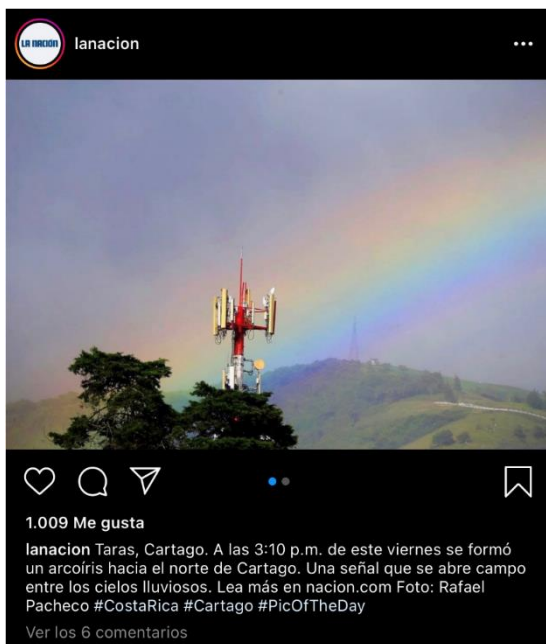 LA NACIÓN
lanacion
1.009 Me gusta
lanacion Taras, Cartago. A las 3:10 p.m. de este viernes se formó
un arcoíris hacia el norte de Cartago. Una señal que se abre campo
entre los cielos lluviosos. Lea más en nacion.com Foto: Rafael
Pacheco #CostaRica #Cartago #PicOfTheDay
Ver los 6 comentarios